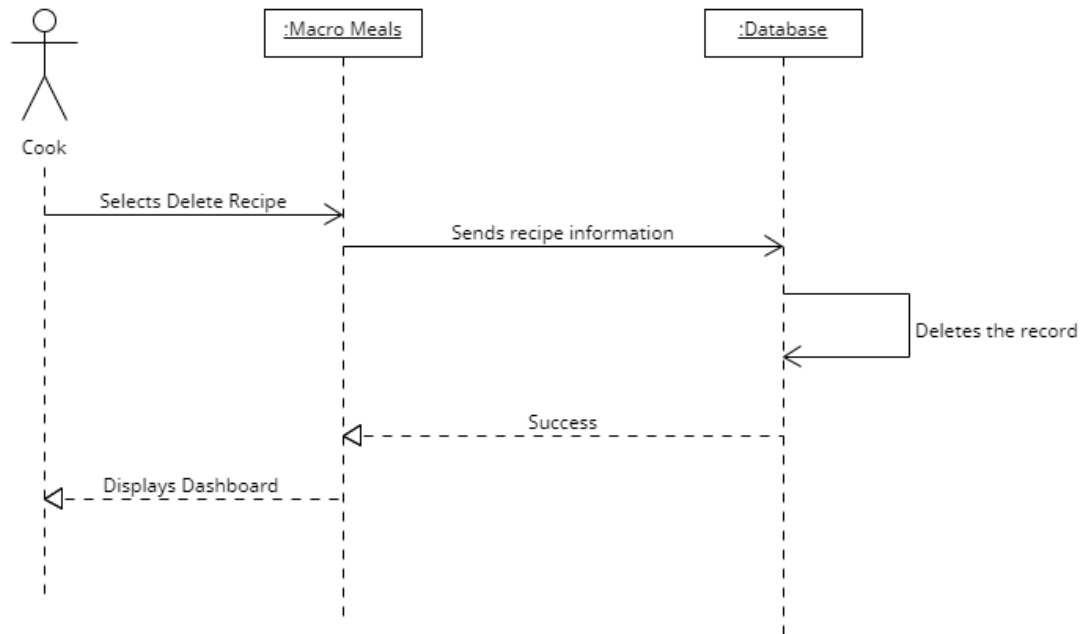 :Macro Meals
:Database
Cook
Selects Delete Recipe
Sends recipe information
Deletes the record
Success
Displays Dashboard